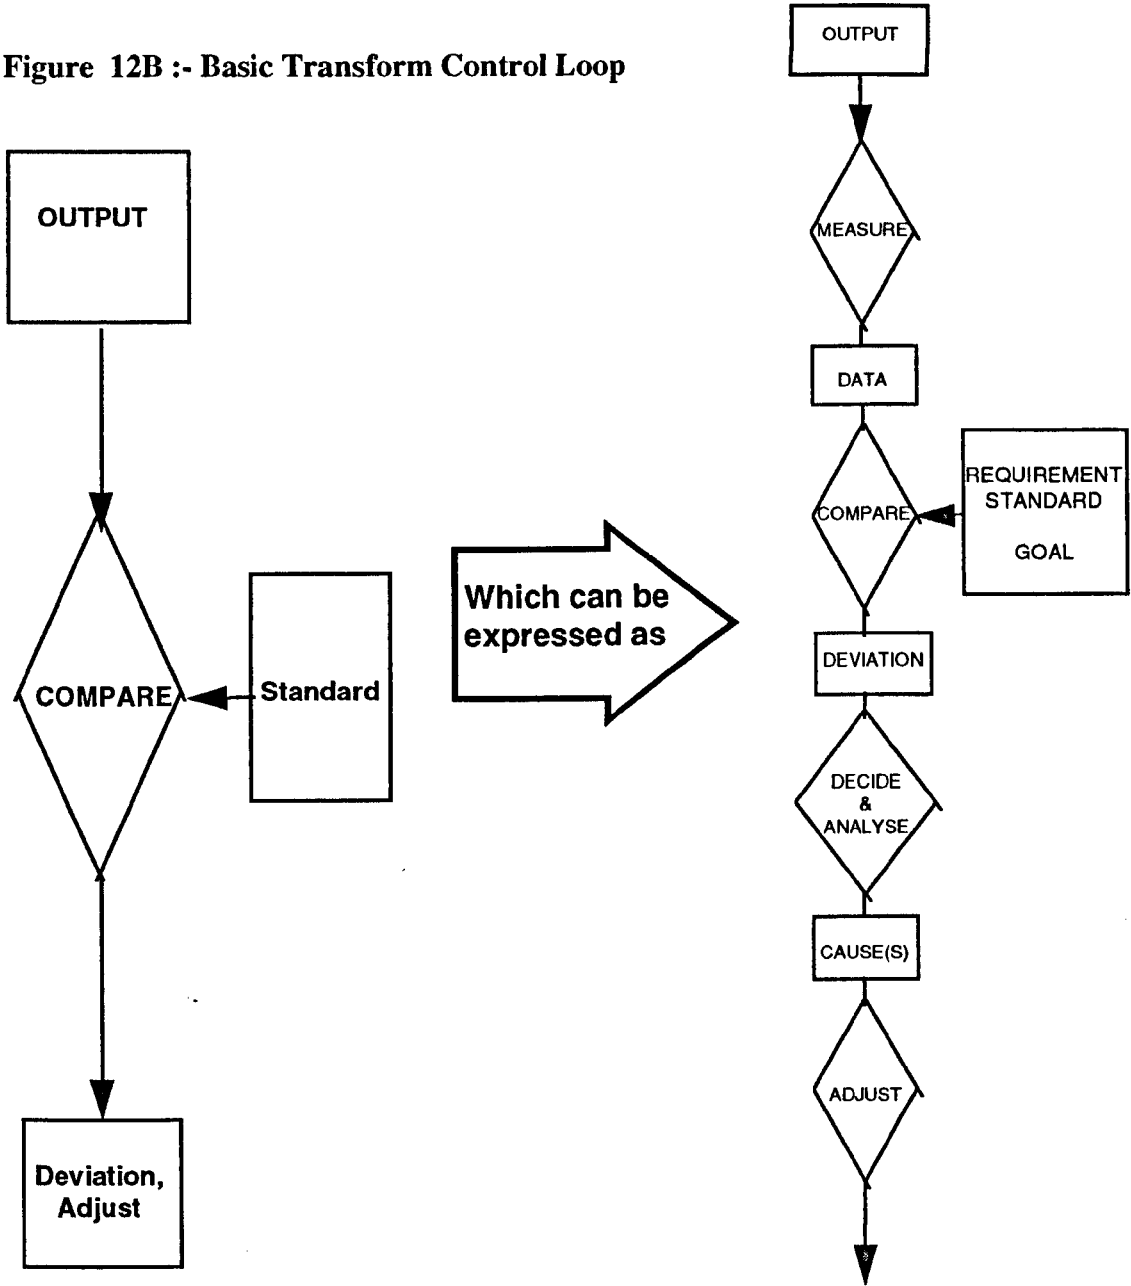 Figure 12B :- Basic Transform Control Loop
OUTPUT
COMPARE
Standard
Deviation,
Adjust
Which can be
expressed as
OUTPUT
MEASURE
DATA
COMPARE
REQUIREMENT
STANDARD
GOAL
DEVIATION
DECIDE
&
ANALYSE
CAUSE(S)
ADJUST